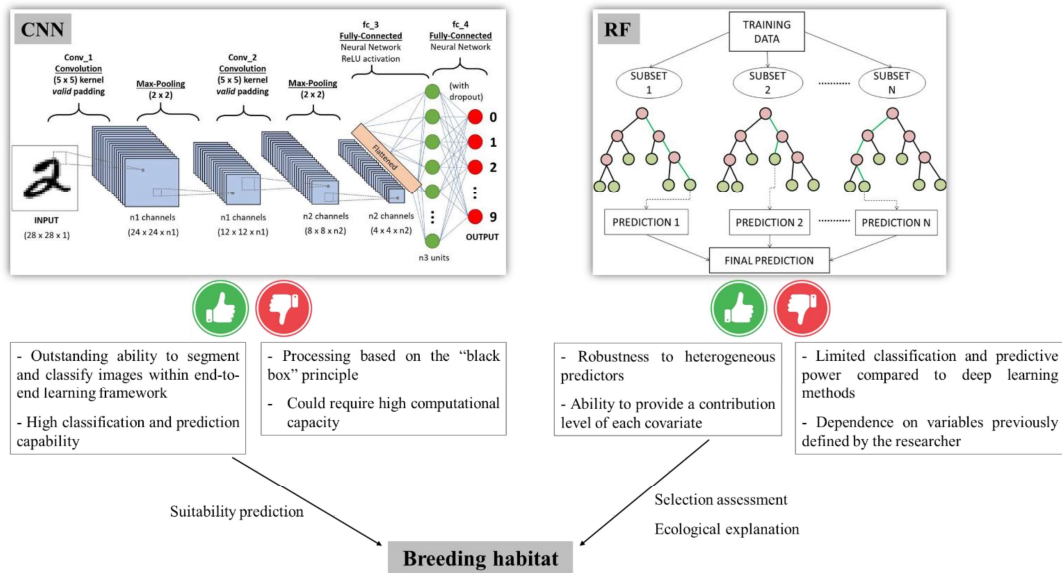 CNN
Conv_1
Convolution
(5 x 5) kernel
valid padding
Max-Pooling
(2 x 2)
Conv_2
Convolution
(5 x 5) kernel
valid padding
Max-Pooling
(2 x 2)
fc_3
Fully-Connected
Neural Network
ReLU activation
fc_4
Fully-Connected
Neural Network
(with
dropout)
2
INPUT
(28 x 28 x 1)
n1 channels
(24 x 24 x n1)
n1 channels
(12 x 12 x n1)
n2 channels
(8 x 8 x n2)
n2 channels
(4 x 4 x n2)
Flattened
n3 units
0
1
2
9
OUTPUT
RF
TRAINING
DATA
SUBSET
1
SUBSET
2
SUBSET
N
PREDICTION 1
PREDICTION 2
PREDICTION N
FINAL PREDICTION
- Outstanding ability to segment
and classify images within end-to-
end learning framework
- High classification and prediction
capability
- Processing based on the “black
box” principle
- Could require high computational
capacity
- Robustness to heterogeneous
predictors
- Ability to provide a contribution
level of each covariate
- Limited classification and predictive
power compared to deep learning
methods
- Dependence on variables previously
defined by the researcher
Suitability prediction
Selection assessment
Ecological explanation
Breeding habitat